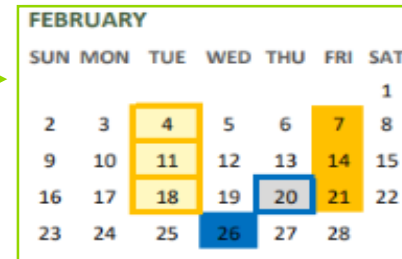 FEBRUARY
SUN MON TUE WED THU FRI SAT
1
2 3 4 5 6 7 8
9 10 11 12 13 14 15
16 17 18 19 20 21 22
23 24 25 26 27 28